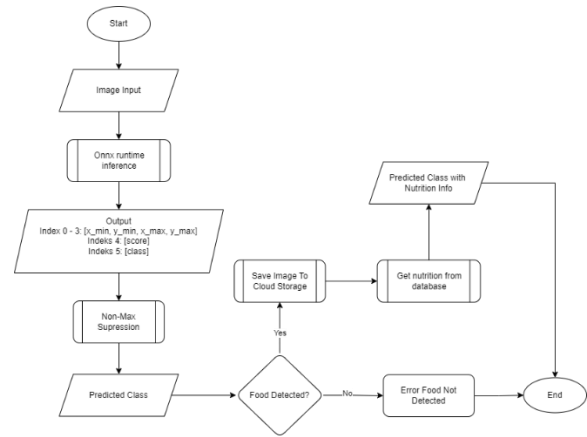 Start
Image Input
Onnx runtime
inference
Output
Index 0 - 3: [x_min, y_min, x_max, y_max]
Indeks 4: [score]
Indeks 5: [class]
Non-Max
Supression
Predicted Class
Food Detected?
Yes
No
Save Image To
Cloud Storage
Get nutrition from
database
Predicted Class with
Nutrition Info
Error Food Not
Detected
End